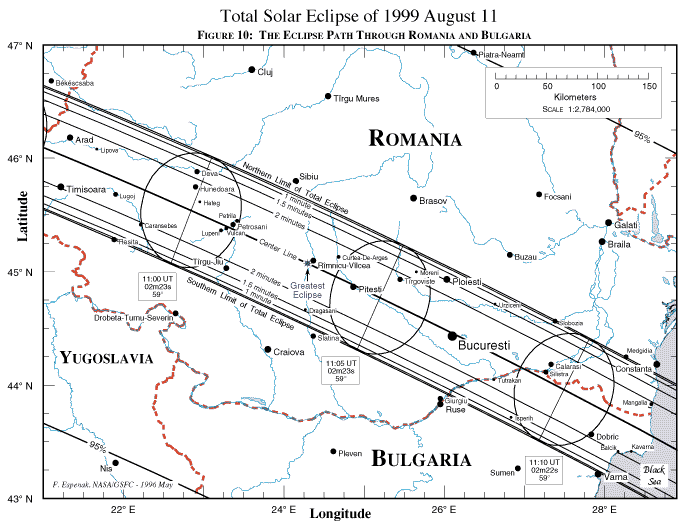 Total Solar Eclipse of 1999 August 11
FIGURE 10: THE ECLIPSE PATH THROUGH ROMANIA AND BULGARIA
47° N
Piatra-Neamt
Cluj
Békéscsaba
0 50 100 150
Kilometers
SCALE 1:2,784,000
Tîrgu Mures
95%
ROMANIA
Arad
Lipova
46° N
Northern Limit of Total Eclipse
Deva
Sibiu
1 minute
1.5 minutes
2 minutes
Timisoara
Hunedoara
Lugoj
Hateg
Brasov
Focsani
Petrila
Petrosani
Lupeni
Vulcan
Caransebes
Galati
Resita
Center Line
Braila
Latitude
Buzau
Curtea-De-Arges
Rîmnicu-Vilcea
Tîrgu-Jiu
45° N
Moreni
Tîrgoviste
Ploiesti
11:00 UT
02m23s
59°
2 minutes
1.5 minutes
1 minute
Southern Limit of Total Eclipse
Greatest
Eclipse
Pitesti
Urziceni
Dragasani
Drobeta-Turnu-Severin
Slobozia
Slatina
Bucuresti
YUGOSLAVIA
Craiova
Medgidia
Constanta
11:05 UT
02m23s
59°
Calarasi
Silistra
Tutrakan
44° N
Giurgiu
Ruse
Mangalia
Isperih
95%
Dobric
Pleven
Balcik
Kavarna
BULGARIA
Nis
11:10 UT
02m22s
59°
Sumen
Varna
Black
Sea
F. Espenak, NASA/GSFC - 1996 May
43° N
22° E 24° E 26° E 28° E
Longitude